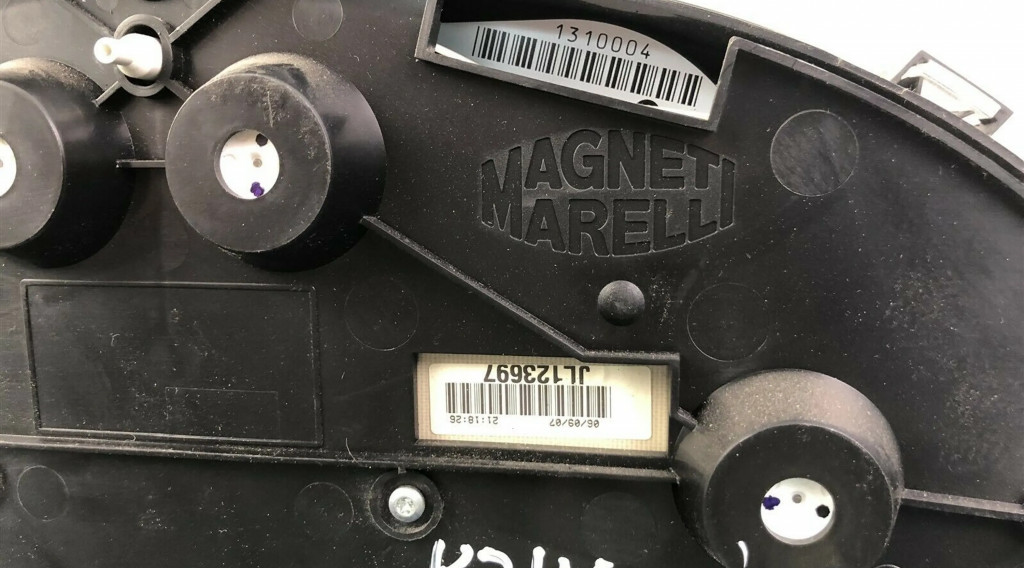 1310004
MAGNETI
MARELLI
JL123697
06/09/07 21:18:26